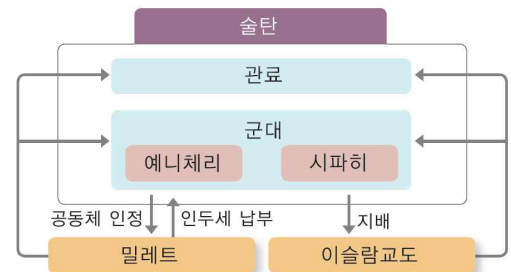 술탄
관료
군대
예니체리 시파히
공동체 인정 인두세 납부 지배
밀레트 이슬람교도